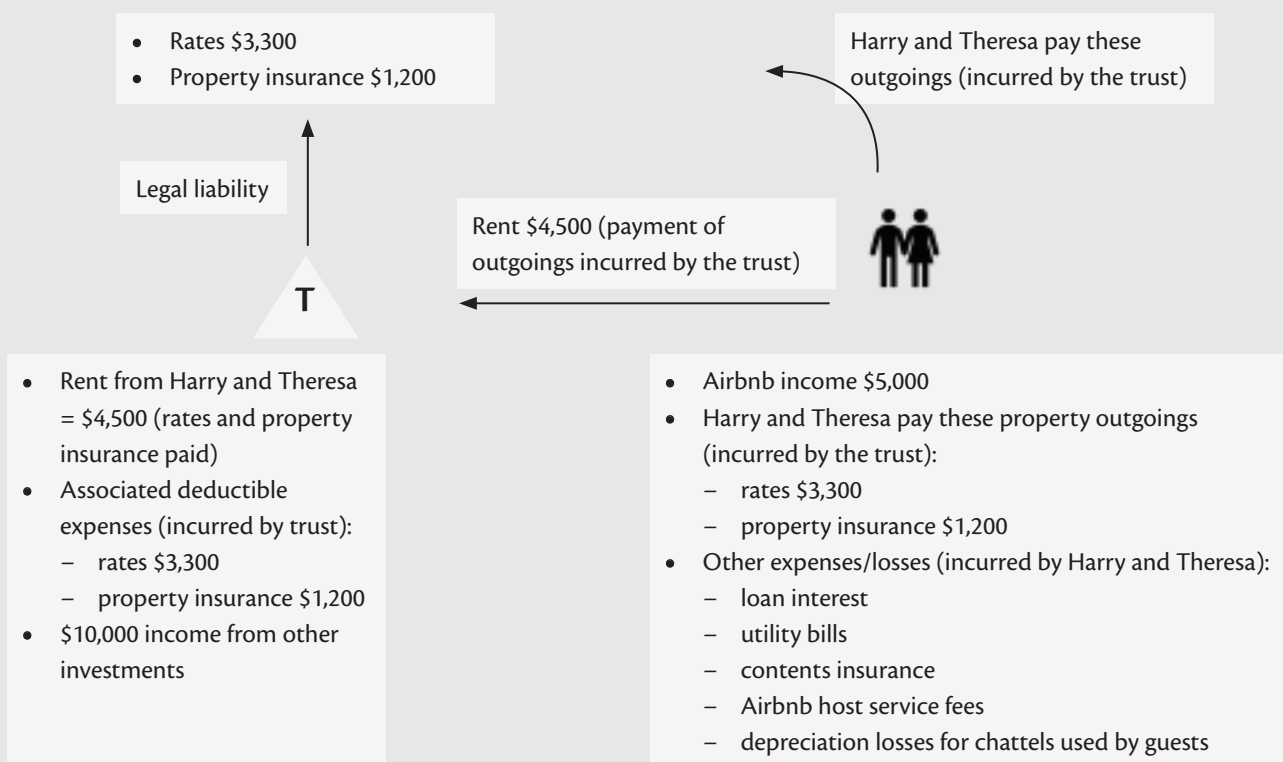 • Rates $3,300
• Property insurance $1,200
Harry and Theresa pay these
outgoings (incurred by the trust)
Legal liability
Rent $4,500 (payment of
outgoings incurred by the trust)
T
• Rent from Harry and Theresa
= $4,500 (rates and property
insurance paid)
• Associated deductible
expenses (incurred by trust):
– rates $3,300
– property insurance $1,200
• $10,000 income from other
investments
• Airbnb income $5,000
• Harry and Theresa pay these property outgoings
(incurred by the trust):
– rates $3,300
– property insurance $1,200
• Other expenses/losses (incurred by Harry and Theresa):
– loan interest
– utility bills
– contents insurance
– Airbnb host service fees
– depreciation losses for chattels used by guests